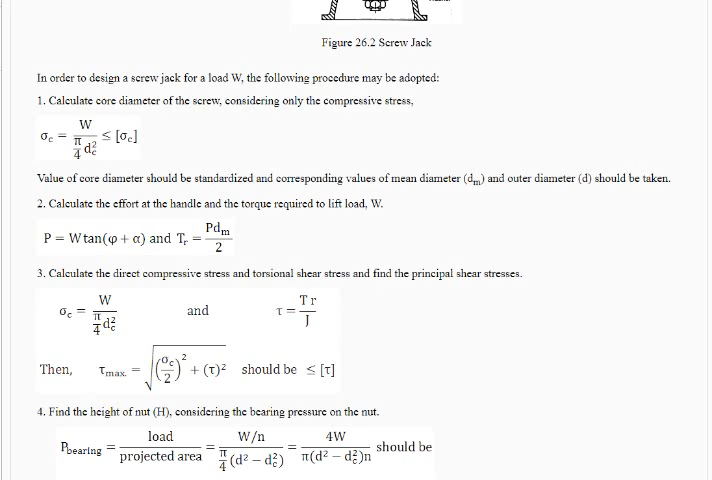 Figure 26.2 Screw Jack
In order to design a screw jack for a load W, the following procedure may be adopted:
1. Calculate core diameter of the screw, considering only the compressive stress,
σc = W / (π/4 dc²) ≤ [σc]
Value of core diameter should be standardized and corresponding values of mean diameter (dm) and outer diameter (d) should be taken.
2. Calculate the effort at the handle and the torque required to lift load, W.
P = W tan(φ + α) and Tr = Pdm / 2
3. Calculate the direct compressive stress and torsional shear stress and find the principal shear stresses.
σc = W / (π/4 dc²) and τ = T r / J
Then, τmax. = √((σc/2)² + (τ)²) should be ≤ [τ]
4. Find the height of nut (H), considering the bearing pressure on the nut.
Pbearing = load / projected area = W/n / (π/4 (d² − dc²)) = 4W / (π(d² − dc²)n) should be